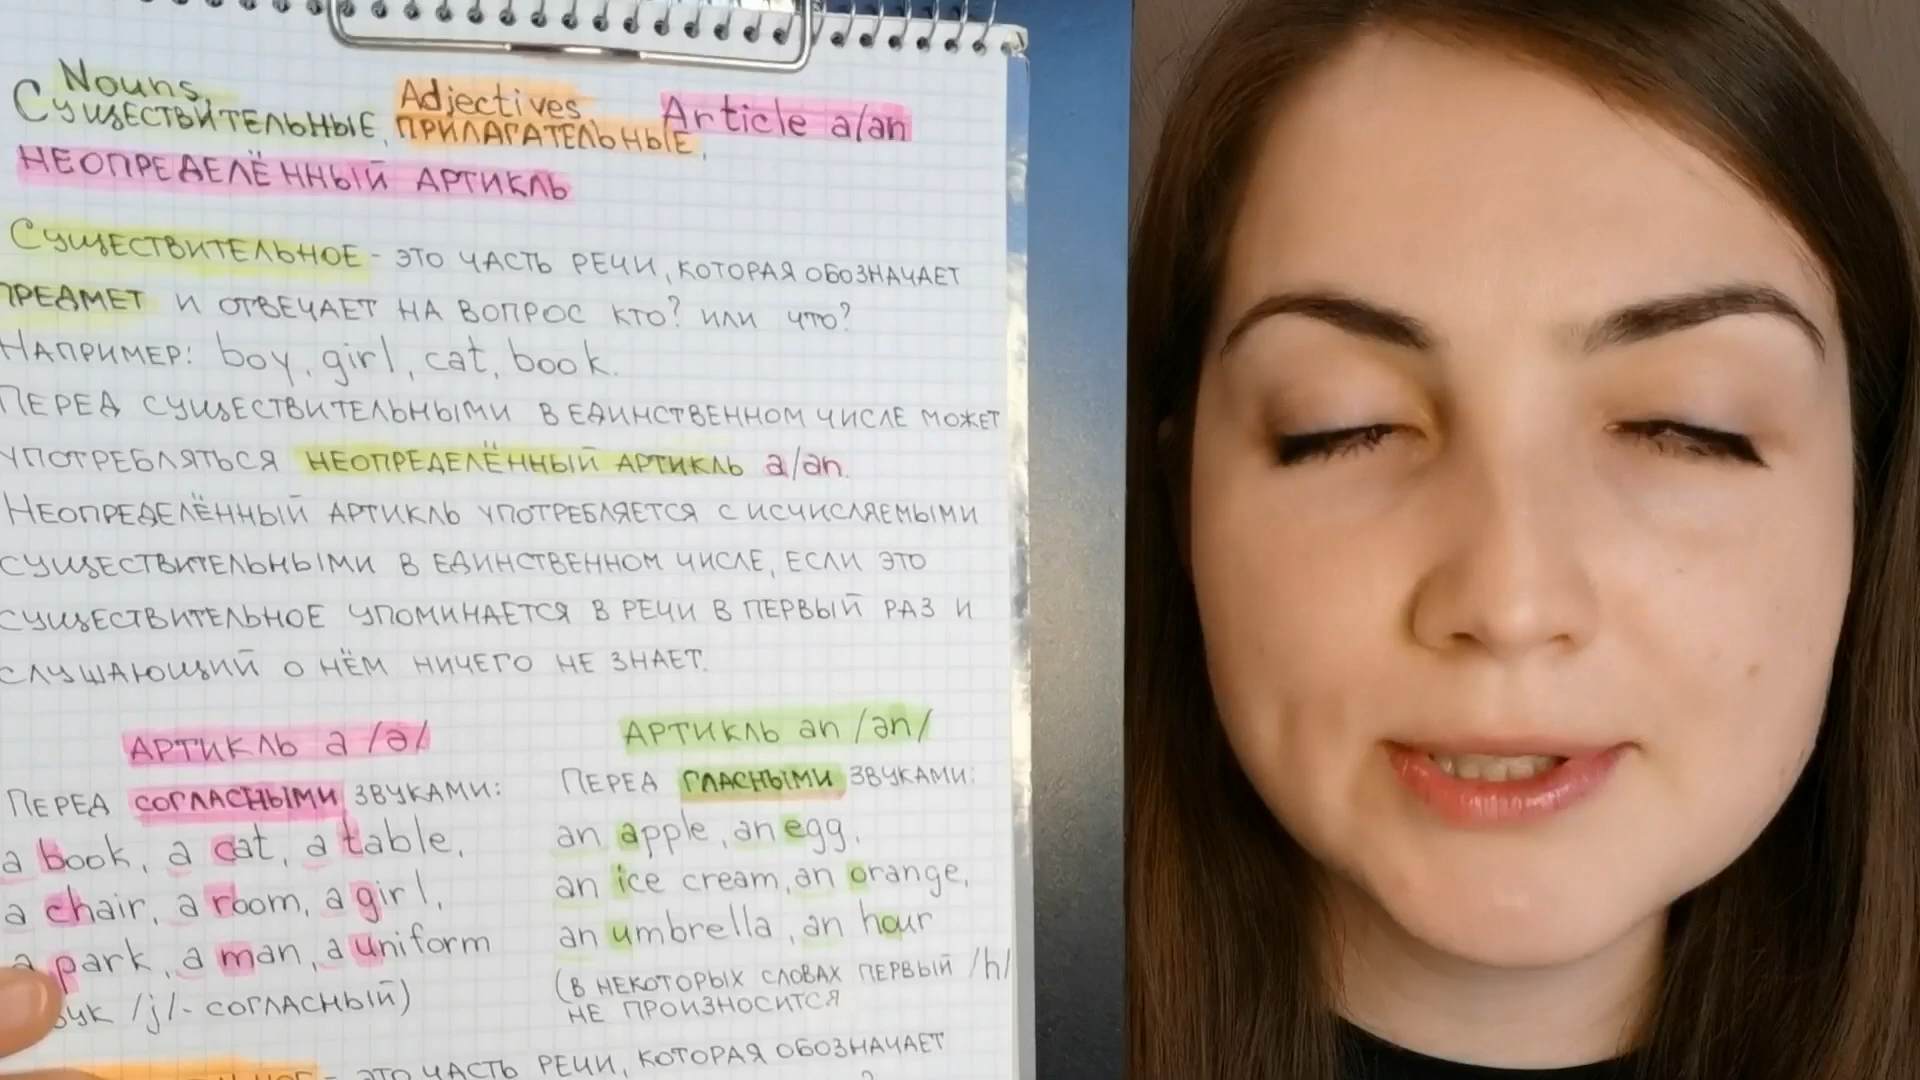 Nouns
Существительные,
Adjectives
прилагательные,
Article a/an
неопределённый артикль
Существительное - это часть речи, которая обозначает
предмет и отвечает на вопрос кто? или что?
Например: boy, girl, cat, book.
Перед существительными в единственном числе может
употребляться неопределённый артикль a/an.
Неопределённый артикль употребляется с исчисляемыми
существительными в единственном числе, если это
существительное упоминается в речи в первый раз и
слушающий о нём ничего не знает.
Артикль a /ə/
Перед согласными звуками:
a book, a cat, a table,
a chair, a room, a girl,
a park, a man, a uniform
/j/ - согласный)
Артикль an /ən/
Перед гласными звуками:
an apple, an egg,
an ice cream, an orange,
an umbrella, an hour
(в некоторых словах первый /h/
не произносится
- это часть речи, которая обозначает